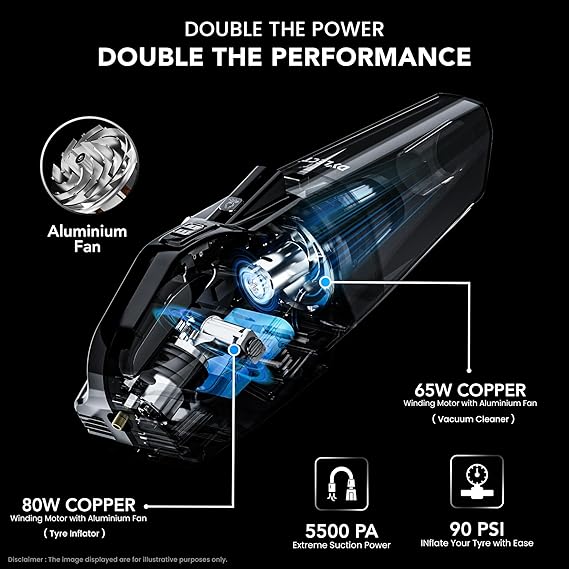 DOUBLE THE POWER
DOUBLE THE PERFORMANCE
Aluminium
Fan
65W COPPER
Winding Motor with Aluminium Fan
( Vacuum Cleaner )
80W COPPER
Winding Motor with Aluminium Fan
( Tyre Inflator )
5500 PA
Extreme Suction Power
90 PSI
INflate Your Tyre with Ease
Disclaimer : The image displayed are for illustrative purposes only.